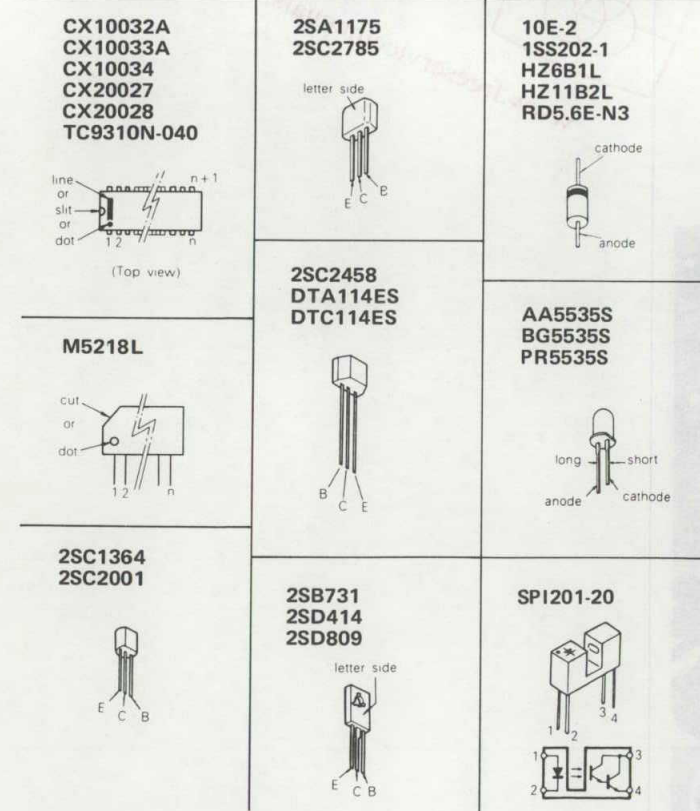 CX10032A
CX10033A
CX10034
CX20027
CX20028
TC9310N-040
line
or
slit
or
dot
n + 1
1 2
n
(Top view)
M5218L
cut
or
dot
1 2
n
2SC1364
2SC2001
E
C
B
2SA1175
2SC2785
letter side
E
C
B
2SC2458
DTA114ES
DTC114ES
B
C
E
2SB731
2SD414
2SD809
letter side
E
C
B
10E-2
1SS202-1
HZ6B1L
HZ11B2L
RD5.6E-N3
cathode
anode
AA5535S
BG5535S
PR5535S
long
short
anode
cathode
SPI201-20
1
2
3
4
1
3
2
4